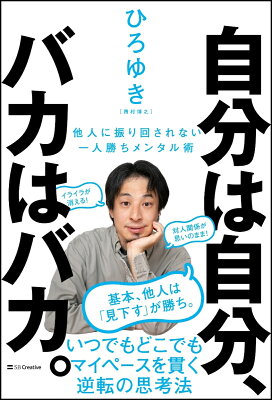 自分は自分、
バカはバカ。
ひろゆき
[西村博之]
他人に振り回されない
一人勝ちメンタル術
イライラが
消える!
対人関係が
思いのまま!
基本、他人は
「見下す」が勝ち。
いつでもどこでも
マイペースを貫く
逆転の思考法
SB Creative